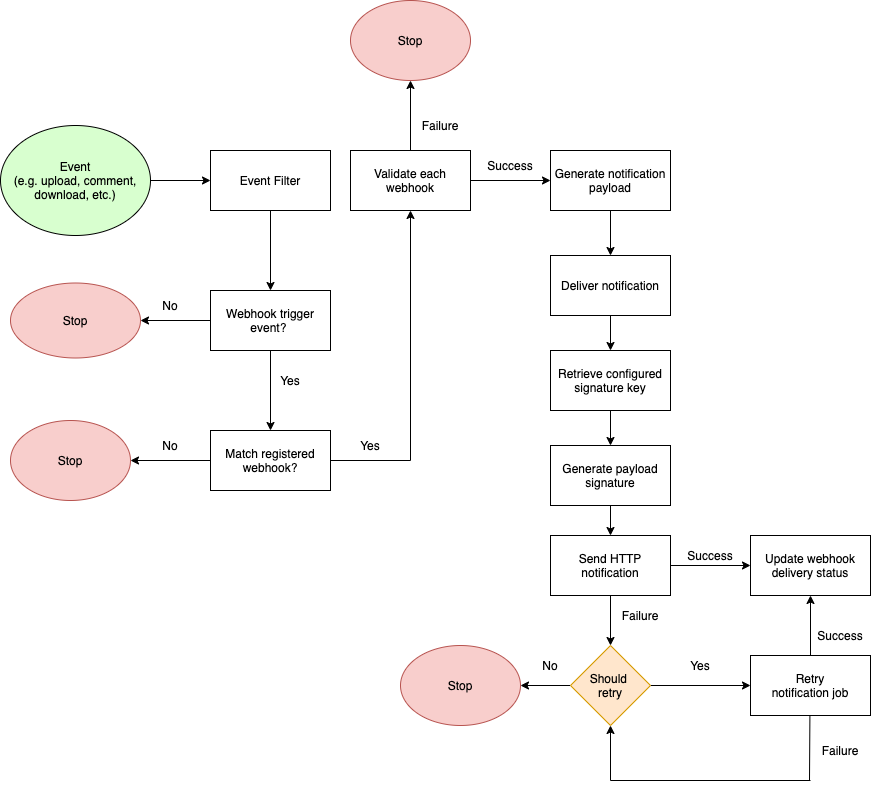 Stop
Failure
Event
(e.g. upload, comment,
download, etc.)
Event Filter
Validate each
webhook
Success
Generate notification
payload
Deliver notification
Stop
No
Webhook trigger
event?
Yes
Retrieve configured
signature key
Stop
No
Match registered
webhook?
Yes
Generate payload
signature
Send HTTP
notification
Success
Update webhook
delivery status
Failure
Success
Stop
No
Should
retry
Yes
Retry
notification job
Failure